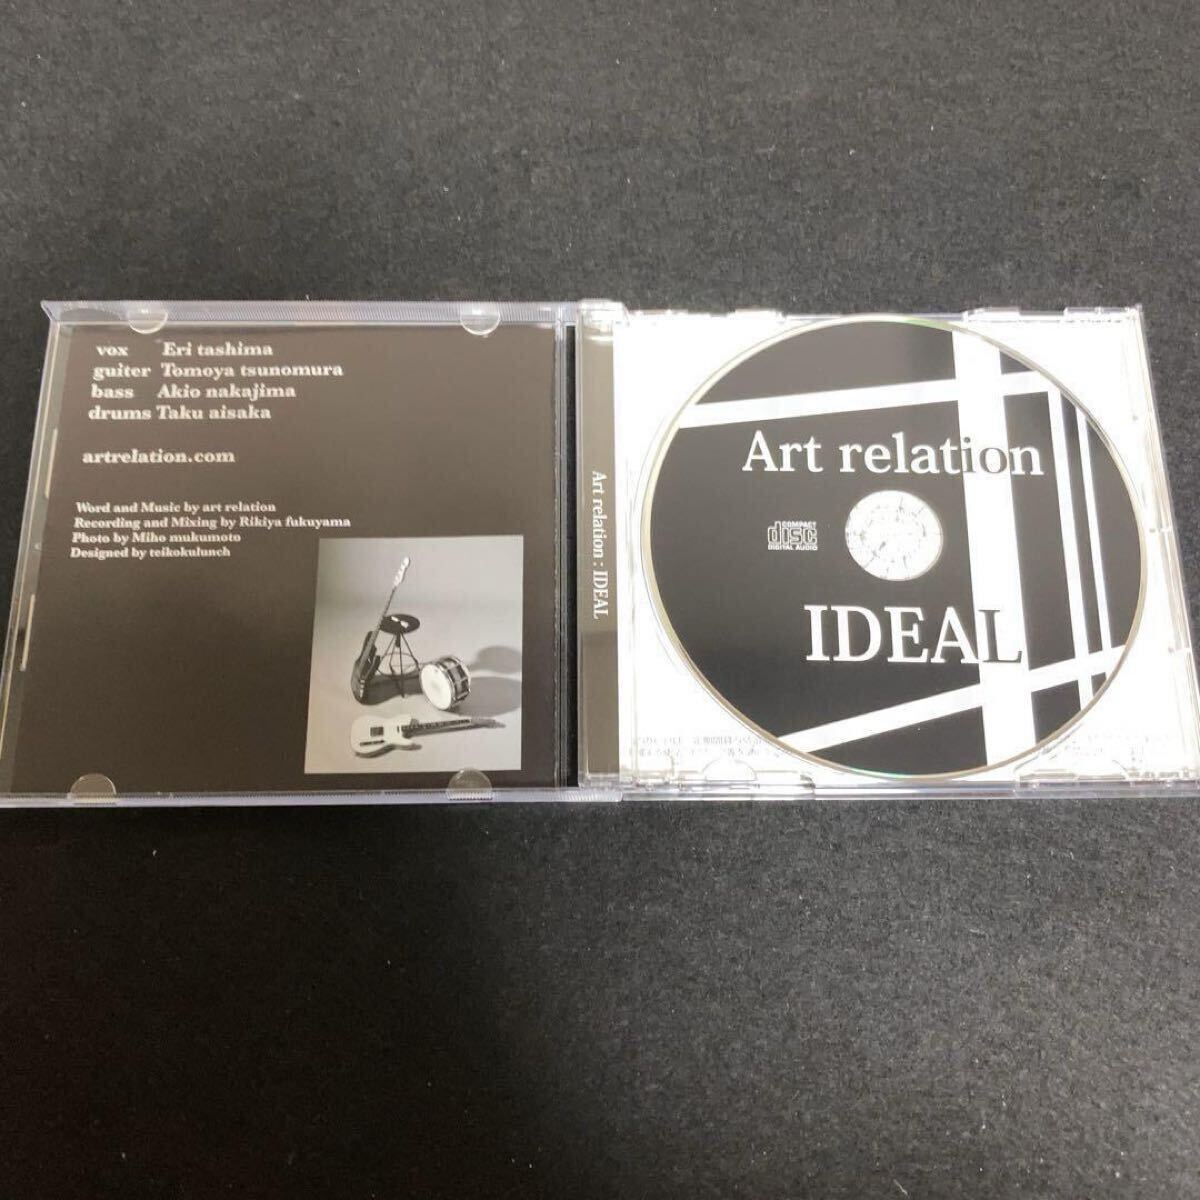 vox Eri tashima
guiter Tomoya tsunomura
bass Akio nakajima
drums Taku aisaka
artrelation.com
Word and Music by art relation
Recording and Mixing by Rikiya fukuyama
Photo by Miho mukumoto
Designed by teikokulunch
Art relation : IDEAL
Art relation
COMPACT
disc
DIGITAL AUDIO
IDEAL